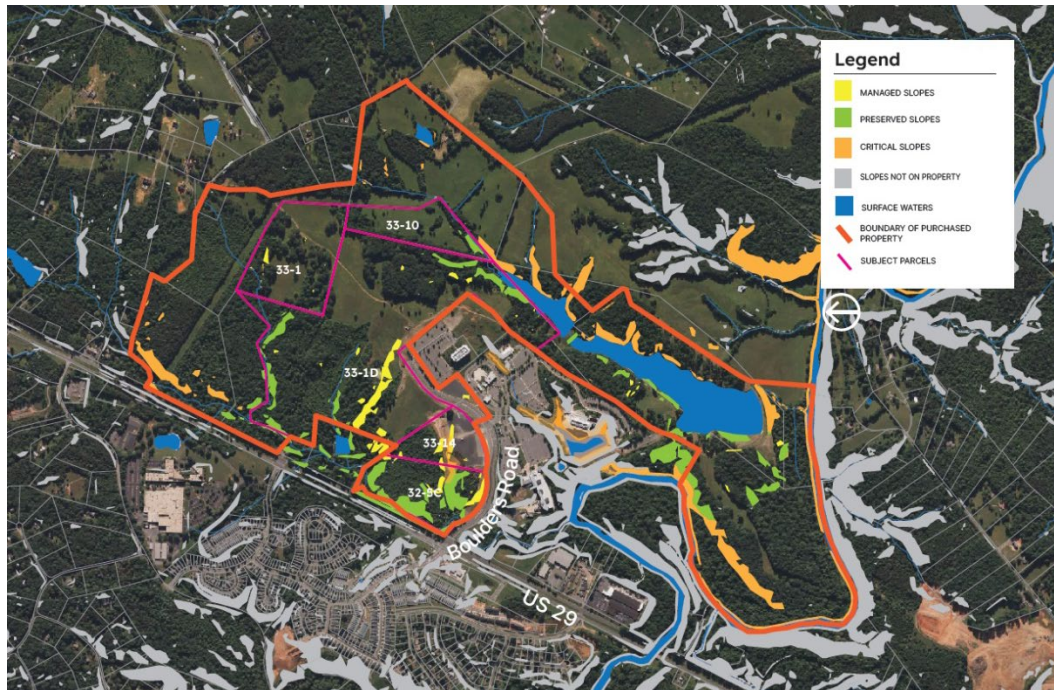 Legend
MANAGED SLOPES
PRESERVED SLOPES
CRITICAL SLOPES
SLOPES NOT ON PROPERTY
SURFACE WATERS
BOUNDARY OF PURCHASED
PROPERTY
SUBJECT PARCELS
33-10
33-1
33-1D
33-14
32-5C
Boulders Road
US 29